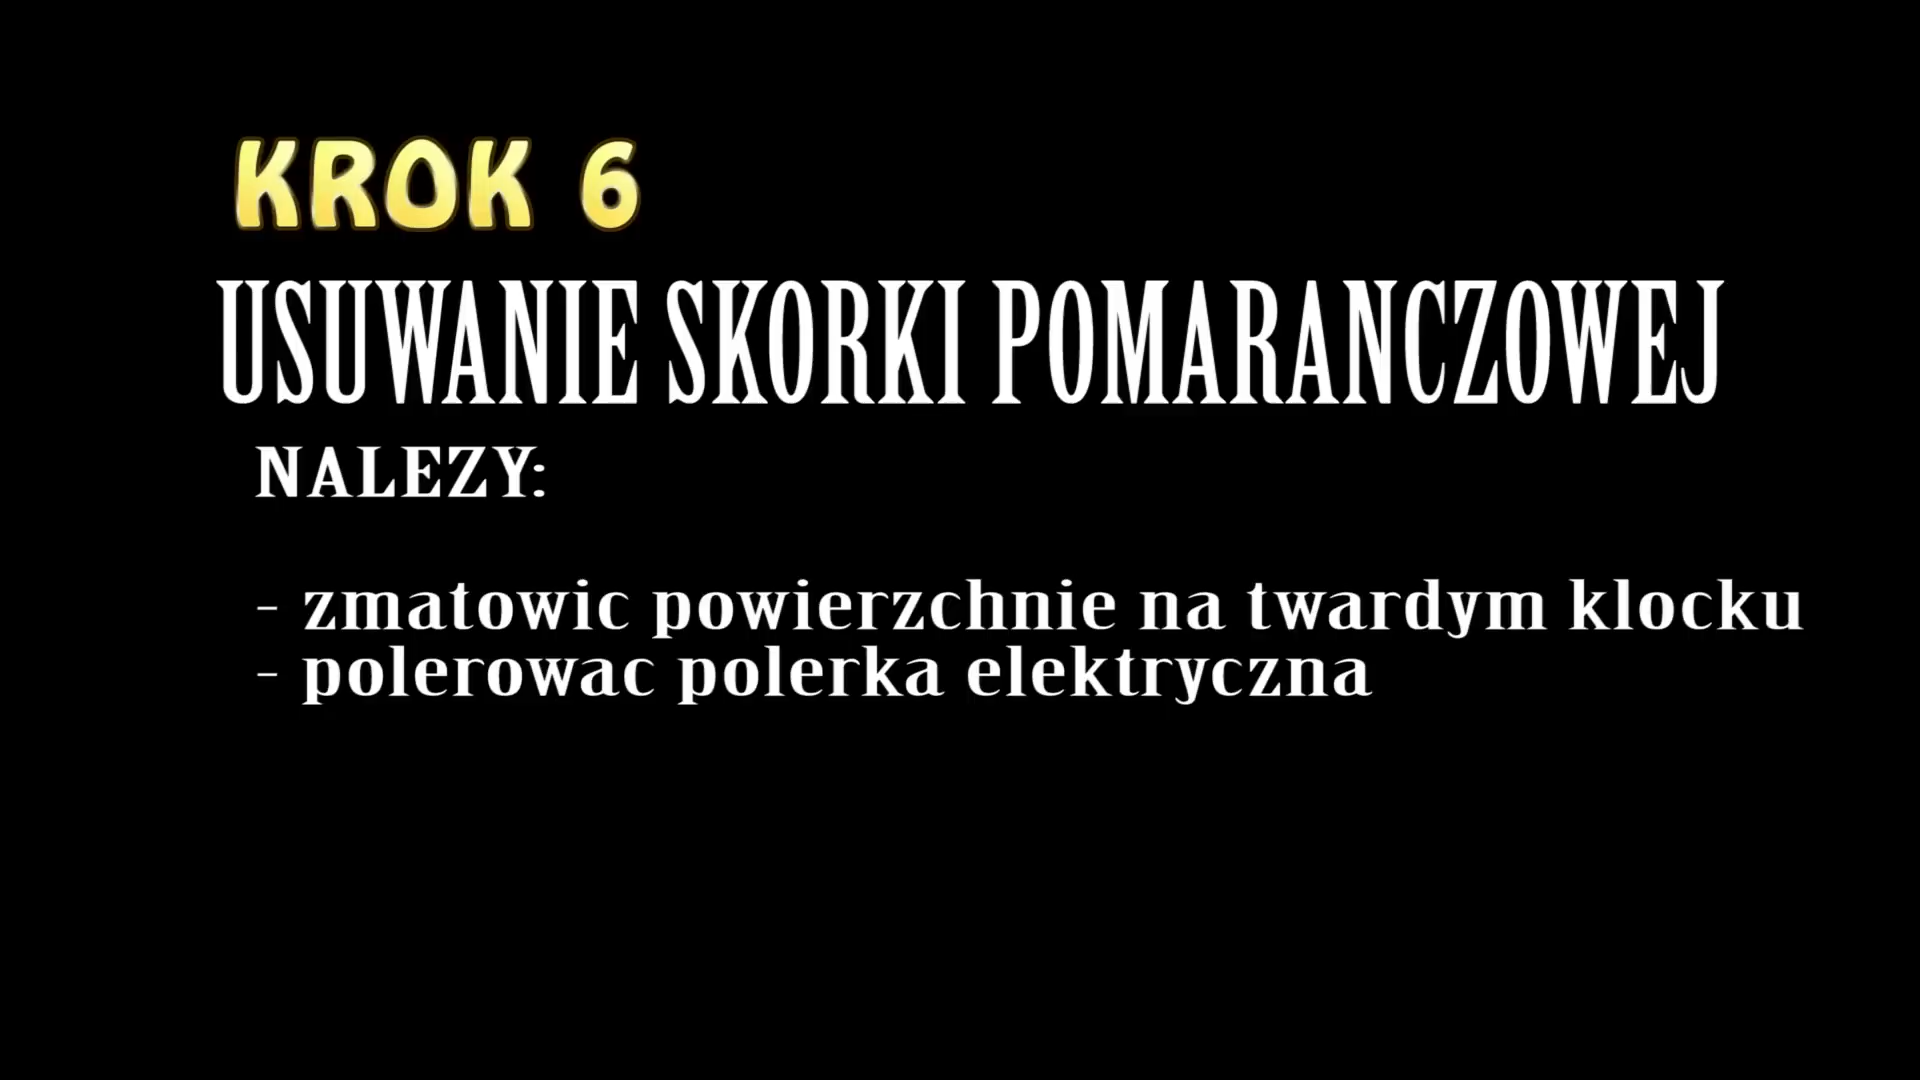 KROK 6
USUWANIE SKORKI POMARANCZOWEJ
NALEZY:
- zmatowic powierzchnie na twardym klocku
- polerowac polerka elektryczna